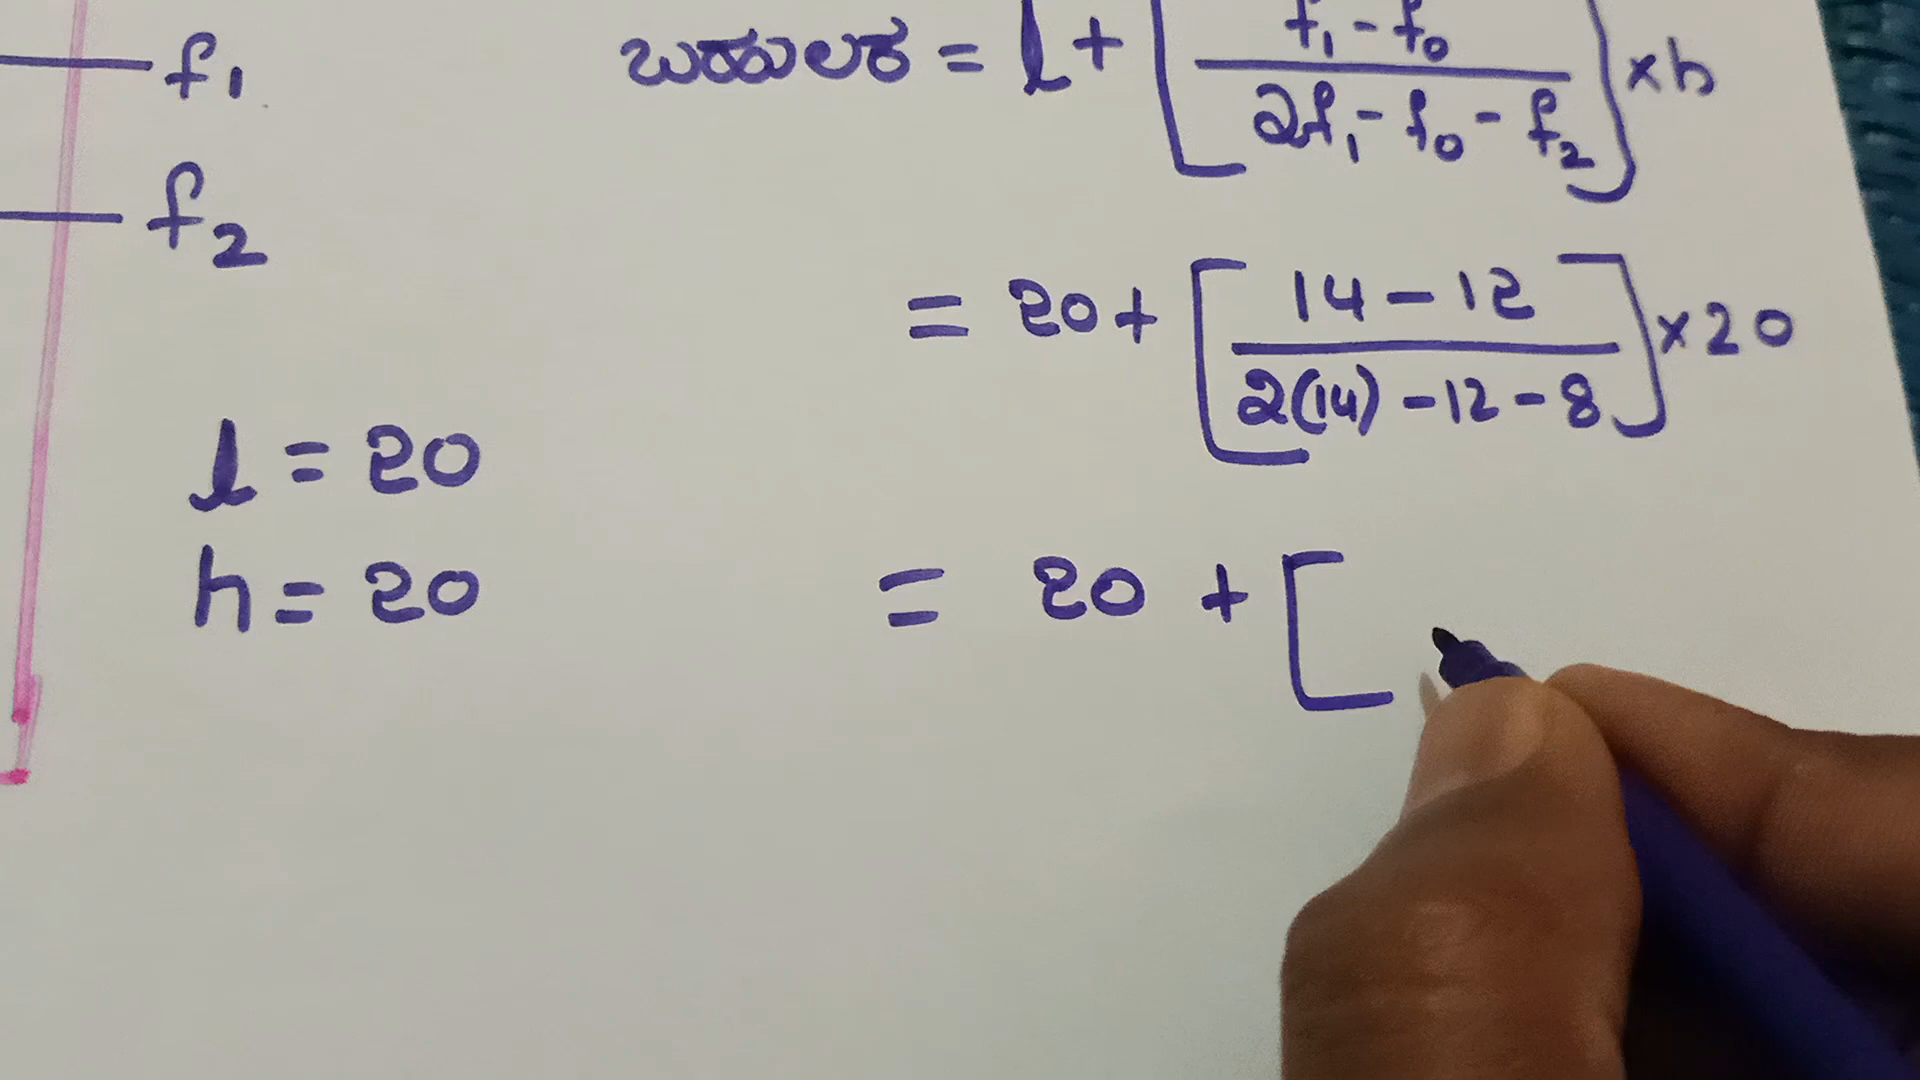 f₁
f₂
l = 20
h = 20
ಬಹುಲಕ = l + [ f₁ - f₀ / 2f₁ - f₀ - f₂ ] × h
= 20 + [ 14 - 12 / 2(14) - 12 - 8 ] × 20
= 20 + [